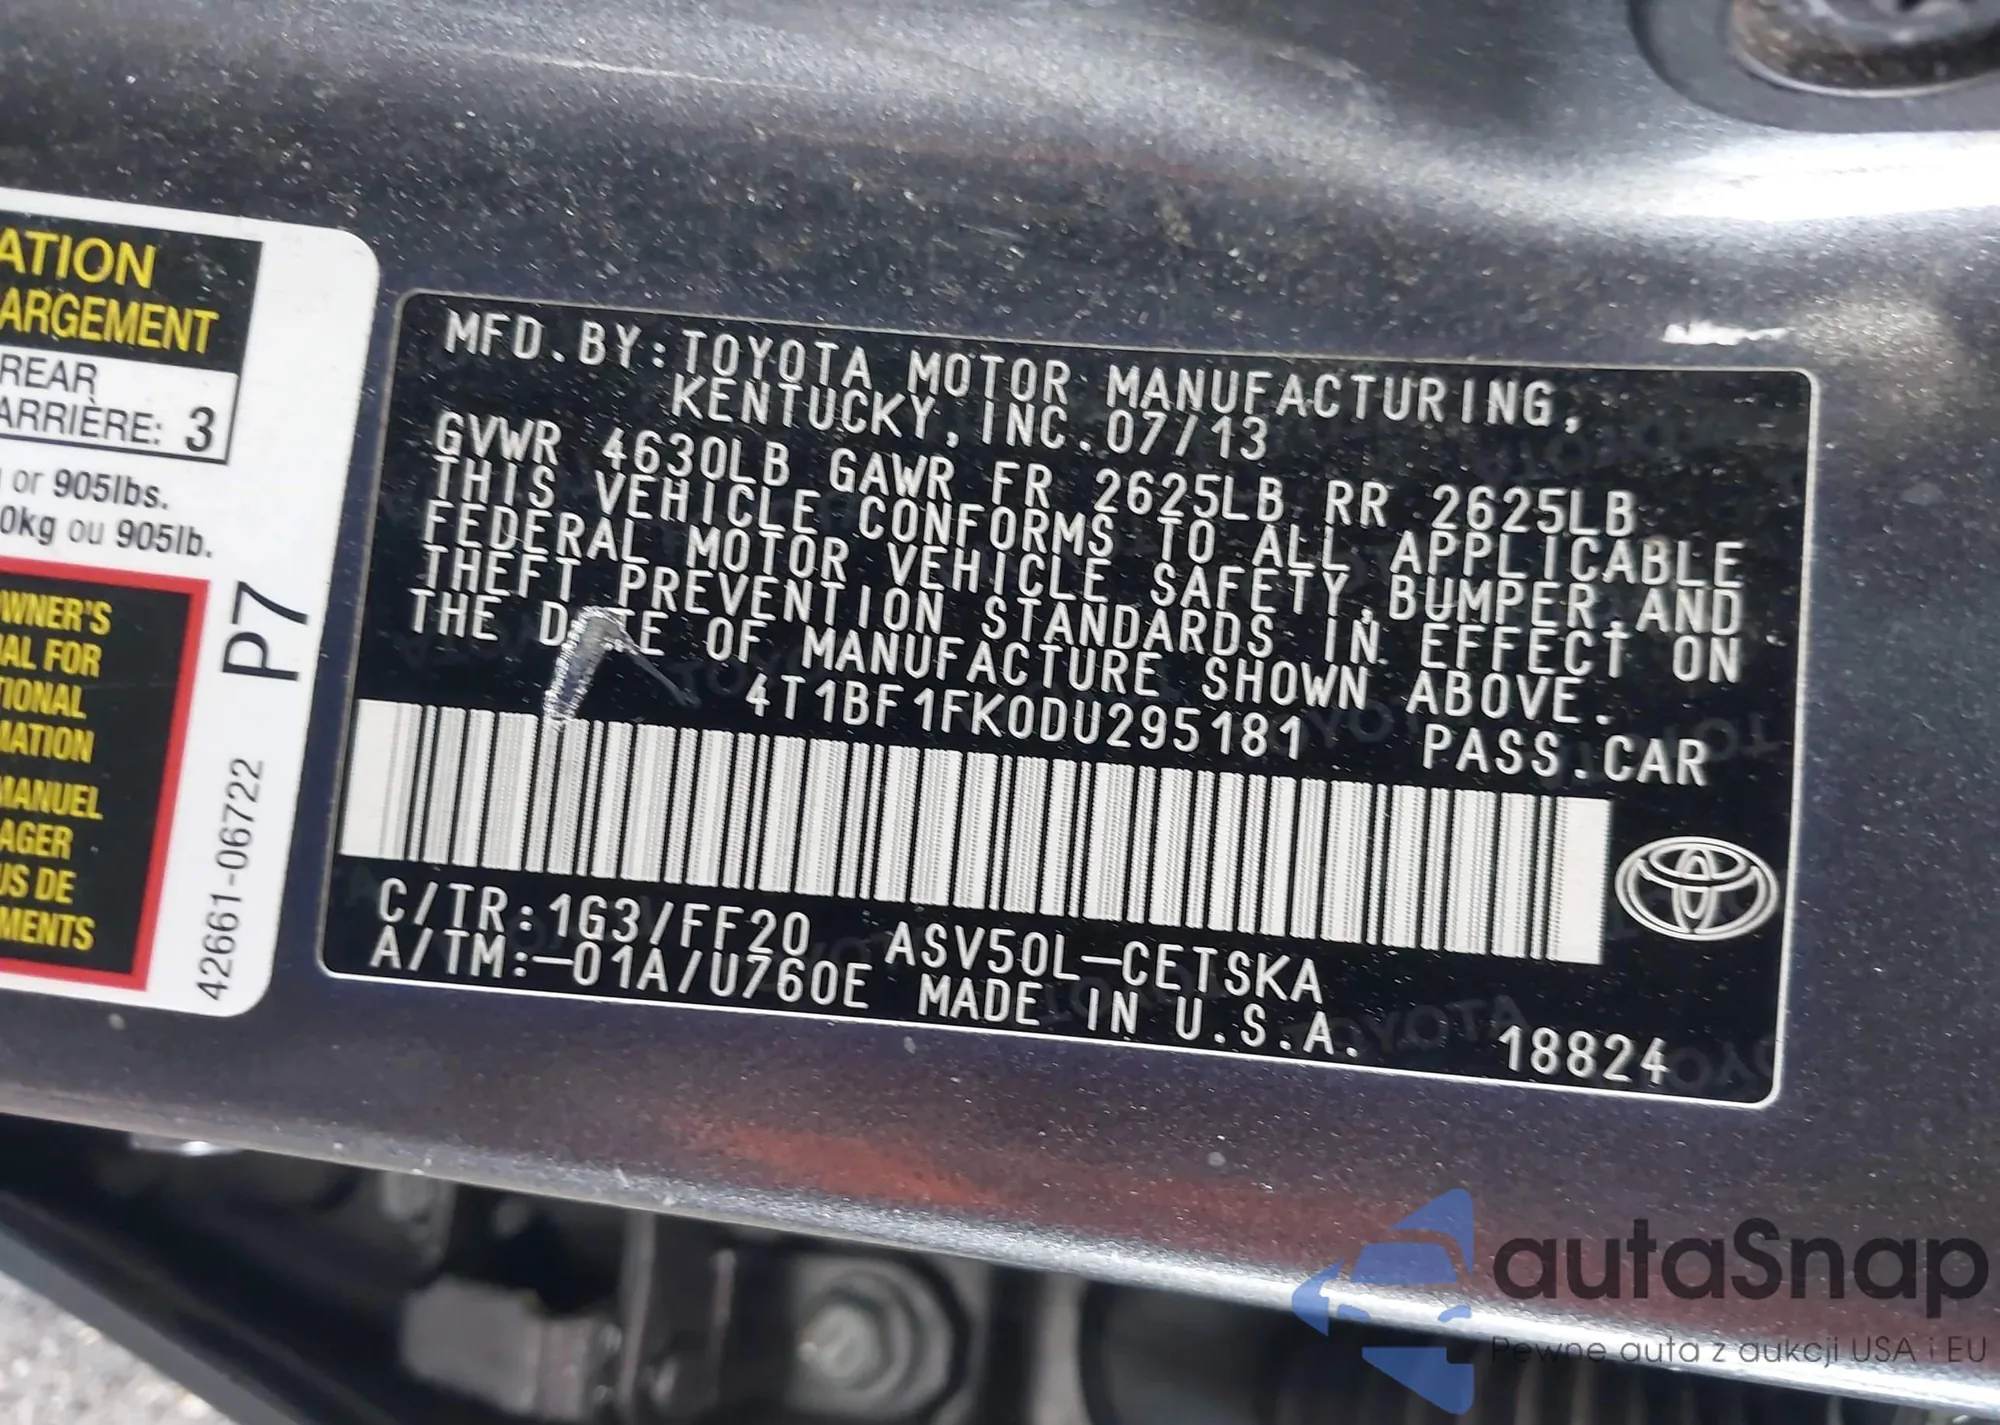 ATION
ARGEMENT
REAR
ARRIÈRE: 3
or 905lbs.
0kg ou 905lb.
OWNER'S
AL FOR
TIONAL
MATION
MANUEL
AGER
US DE
MENTS
P7
42661-06722
MFD.BY:TOYOTA MOTOR MANUFACTURING,
KENTUCKY,INC.07/13
GVWR 4630LB GAWR FR 2625LB RR 2625LB
THIS VEHICLE CONFORMS TO ALL APPLICABLE
FEDERAL MOTOR VEHICLE SAFETY,BUMPER,AND
THEFT PREVENTION STANDARDS IN EFFECT ON
THE DATE OF MANUFACTURE SHOWN ABOVE.
4T1BF1FK0DU295181 PASS.CAR
C/TR:1G3/FF20 ASV50L-CETSKA
A/TM:-01A/U760E MADE IN U.S.A. 18824
autaSnap
Pewne auta z aukcji USA i EU